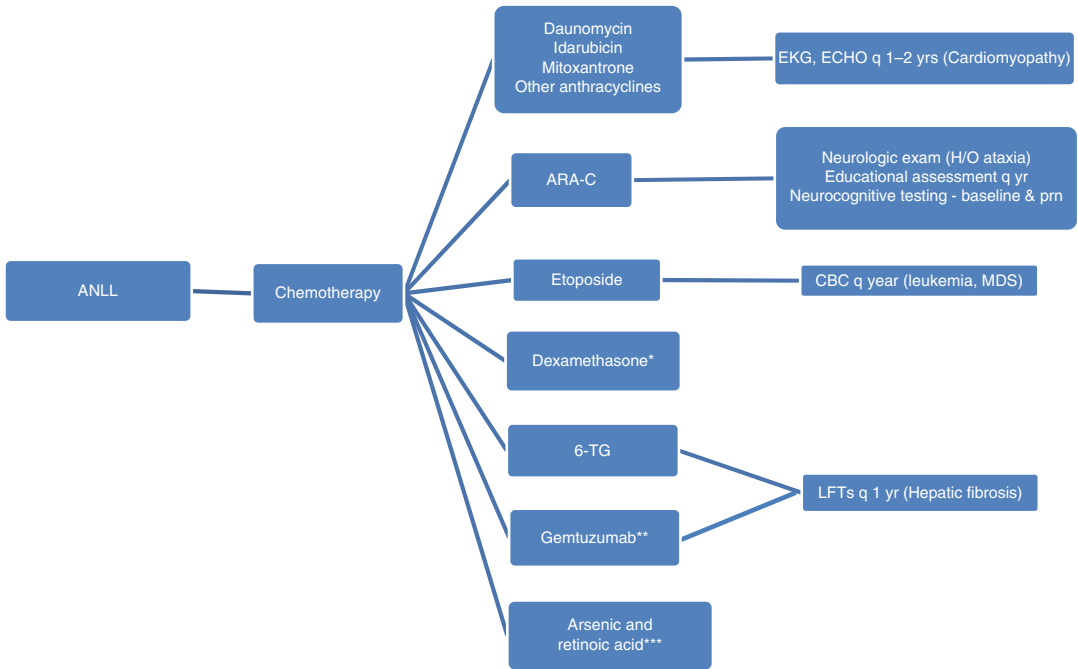 ANLL
Chemotherapy
Daunomycin
Idarubicin
Mitoxantrone
Other anthracyclines
EKG, ECHO q 1–2 yrs (Cardiomyopathy)
ARA-C
Neurologic exam (H/O ataxia)
Educational assessment q yr
Neurocognitive testing - baseline & prn
Etoposide
CBC q year (leukemia, MDS)
Dexamethasone*
6-TG
Gemtuzumab**
LFTs q 1 yr (Hepatic fibrosis)
Arsenic and
retinoic acid***